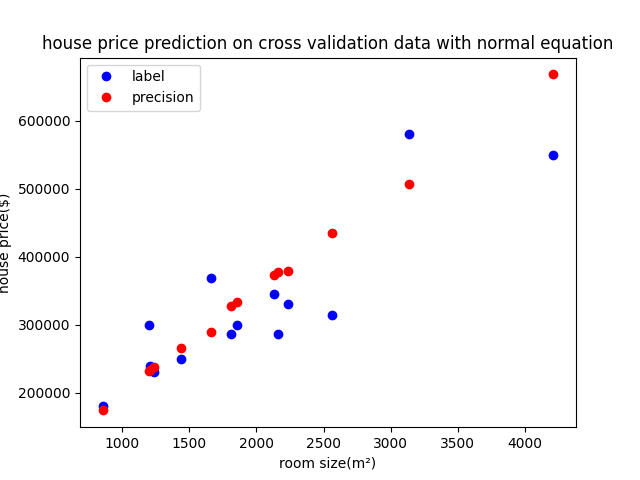 house price prediction on cross validation data with normal equation
label
precision
600000
500000
400000
300000
200000
house price($)
1000
1500
2000
2500
3000
3500
4000
room size(m²)